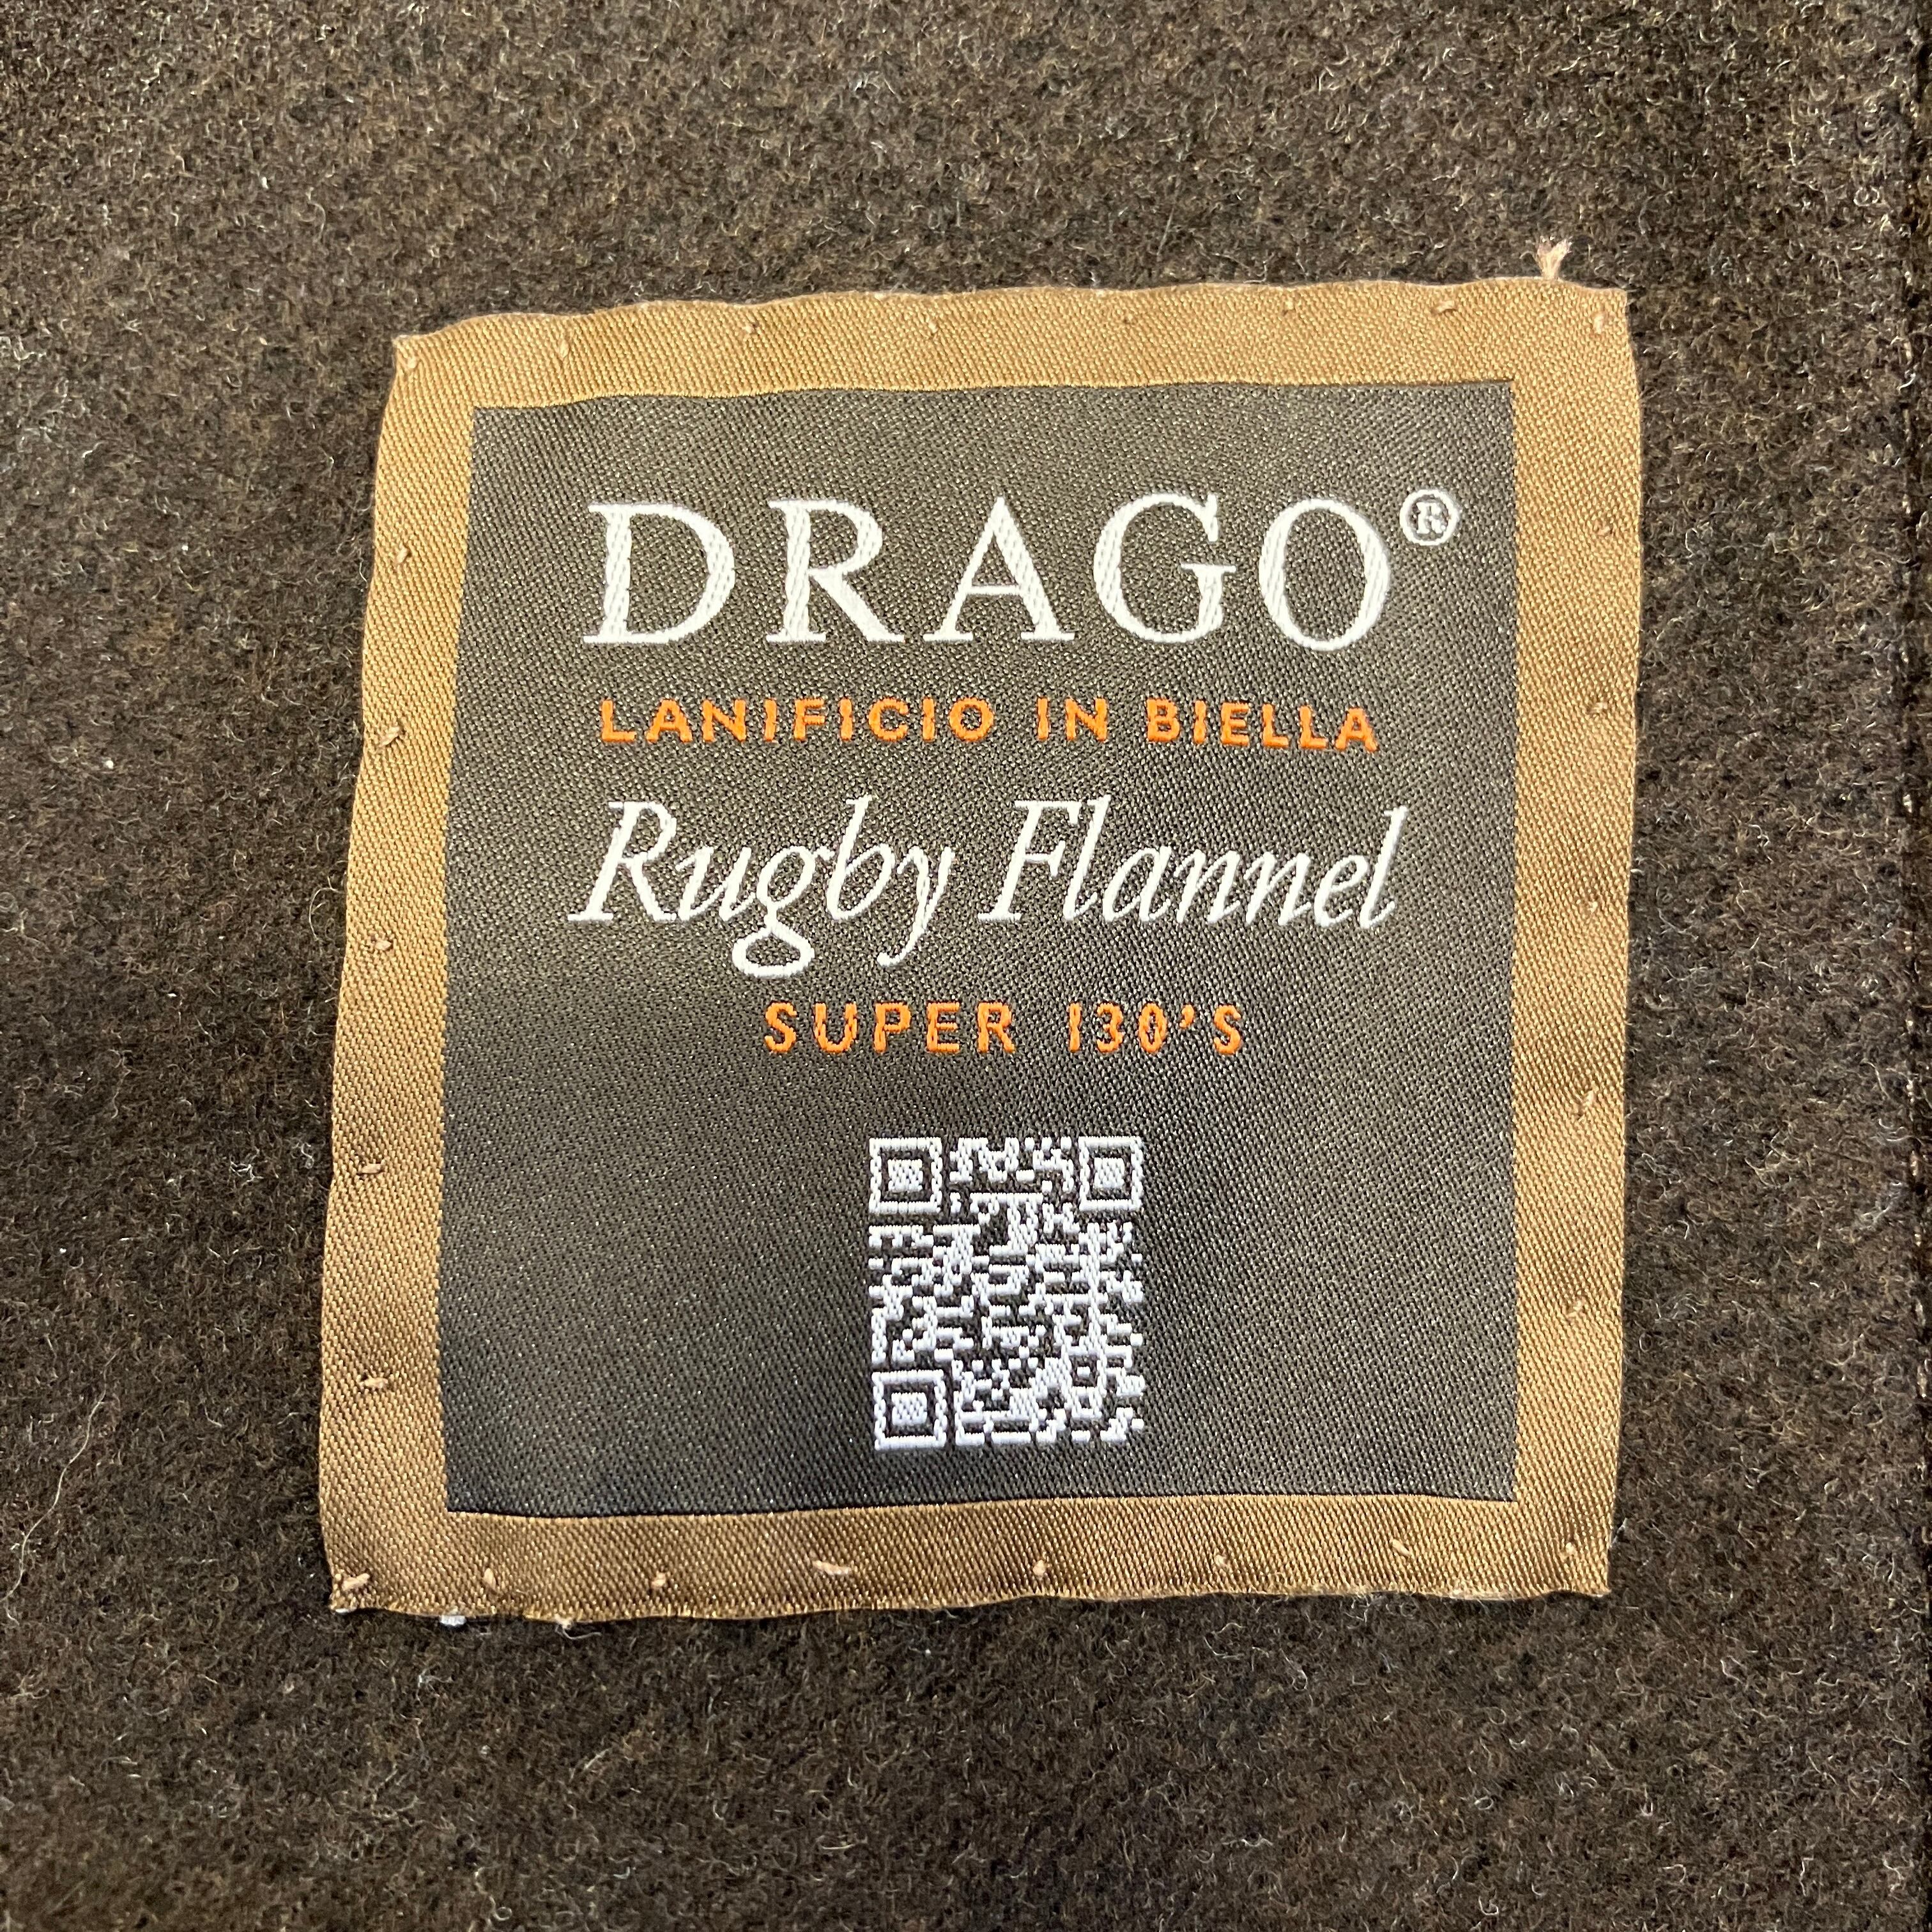 DRAGO®
LANIFICIO IN BIELLA
Rugby Flannel
SUPER 130'S